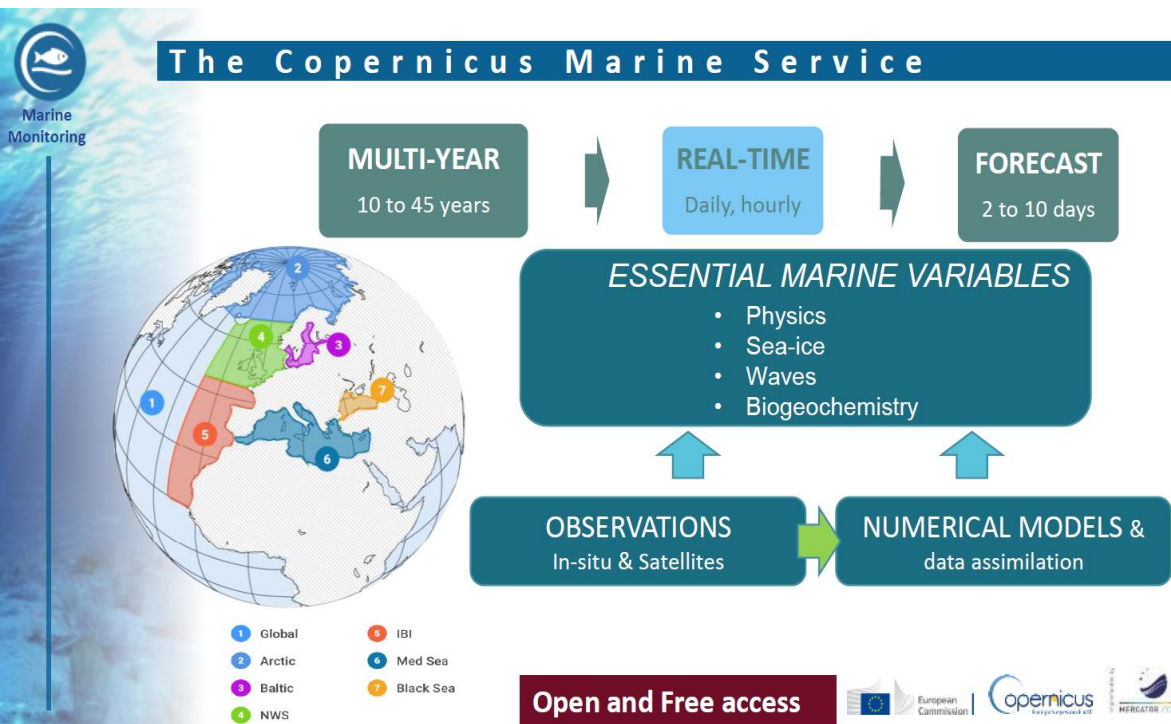 The Copernicus Marine Service
Marine
Monitoring
MULTI-YEAR
10 to 45 years
REAL-TIME
Daily, hourly
FORECAST
2 to 10 days
ESSENTIAL MARINE VARIABLES
• Physics
• Sea-ice
• Waves
• Biogeochemistry
2
4
3
7
1
5
6
OBSERVATIONS
In-situ & Satellites
NUMERICAL MODELS &
data assimilation
1 Global
2 Arctic
3 Baltic
4 NWS
5 IBI
6 Med Sea
7 Black Sea
Open and Free access
European
Commission
opernicus
MERCATOR